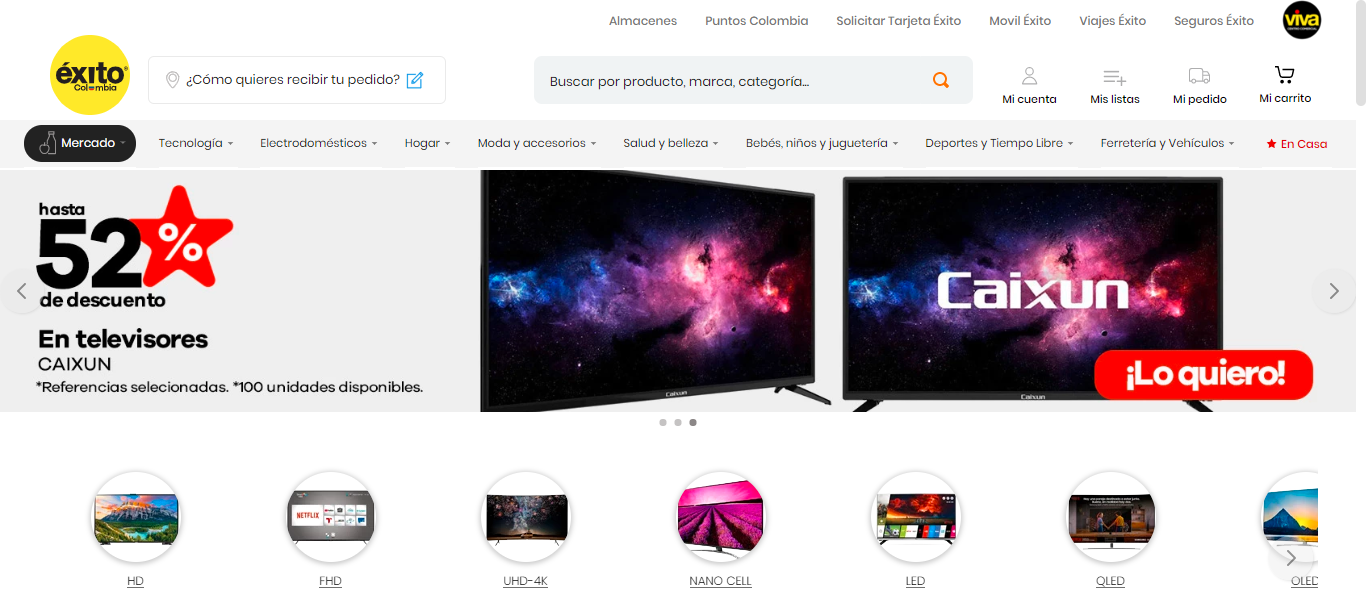 Almacenes Puntos Colombia Solicitar Tarjeta Éxito Movil Éxito Viajes Éxito Seguros Éxito
viva
éxito
Colombia
¿Cómo quieres recibir tu pedido?
Buscar por producto, marca, categoría...
Mi cuenta Mis listas Mi pedido Mi carrito
Mercado Tecnología Electrodomésticos Hogar Moda y accesorios Salud y belleza Bebés, niños y juguetería Deportes y Tiempo Libre Ferretería y Vehículos En Casa
hasta
52%
de descuento
En televisores
CAIXUN
*Referencias selecionadas. *100 unidades disponibles.
Caixun
¡Lo quiero!
Caixun
Caixun
NETFLIX
HD FHD UHD-4K NANO CELL LED QLED OLED